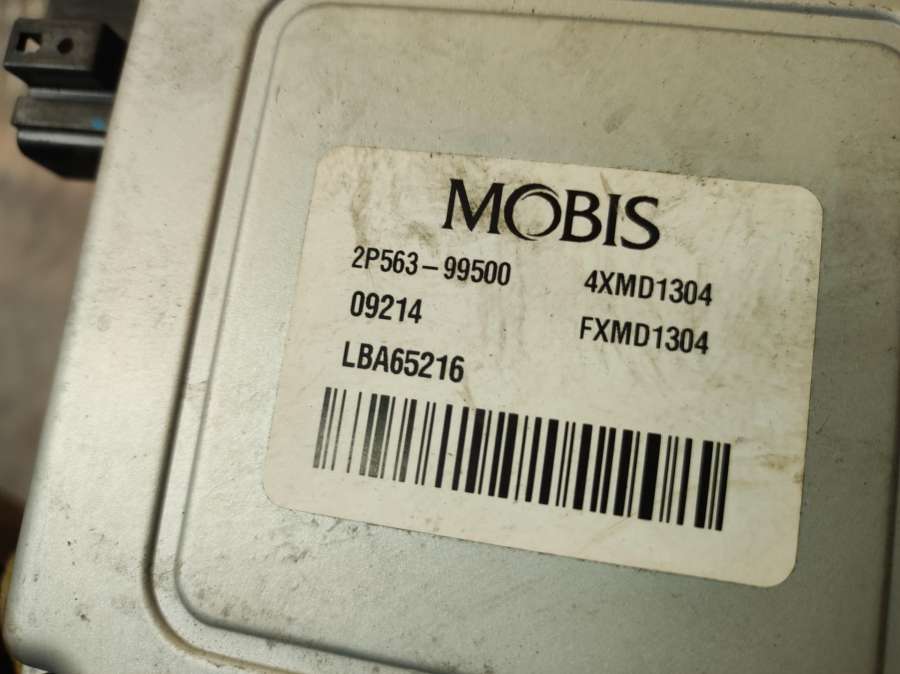 MOBIS
2P563-99500 4XMD1304
09214 FXMD1304
LBA65216